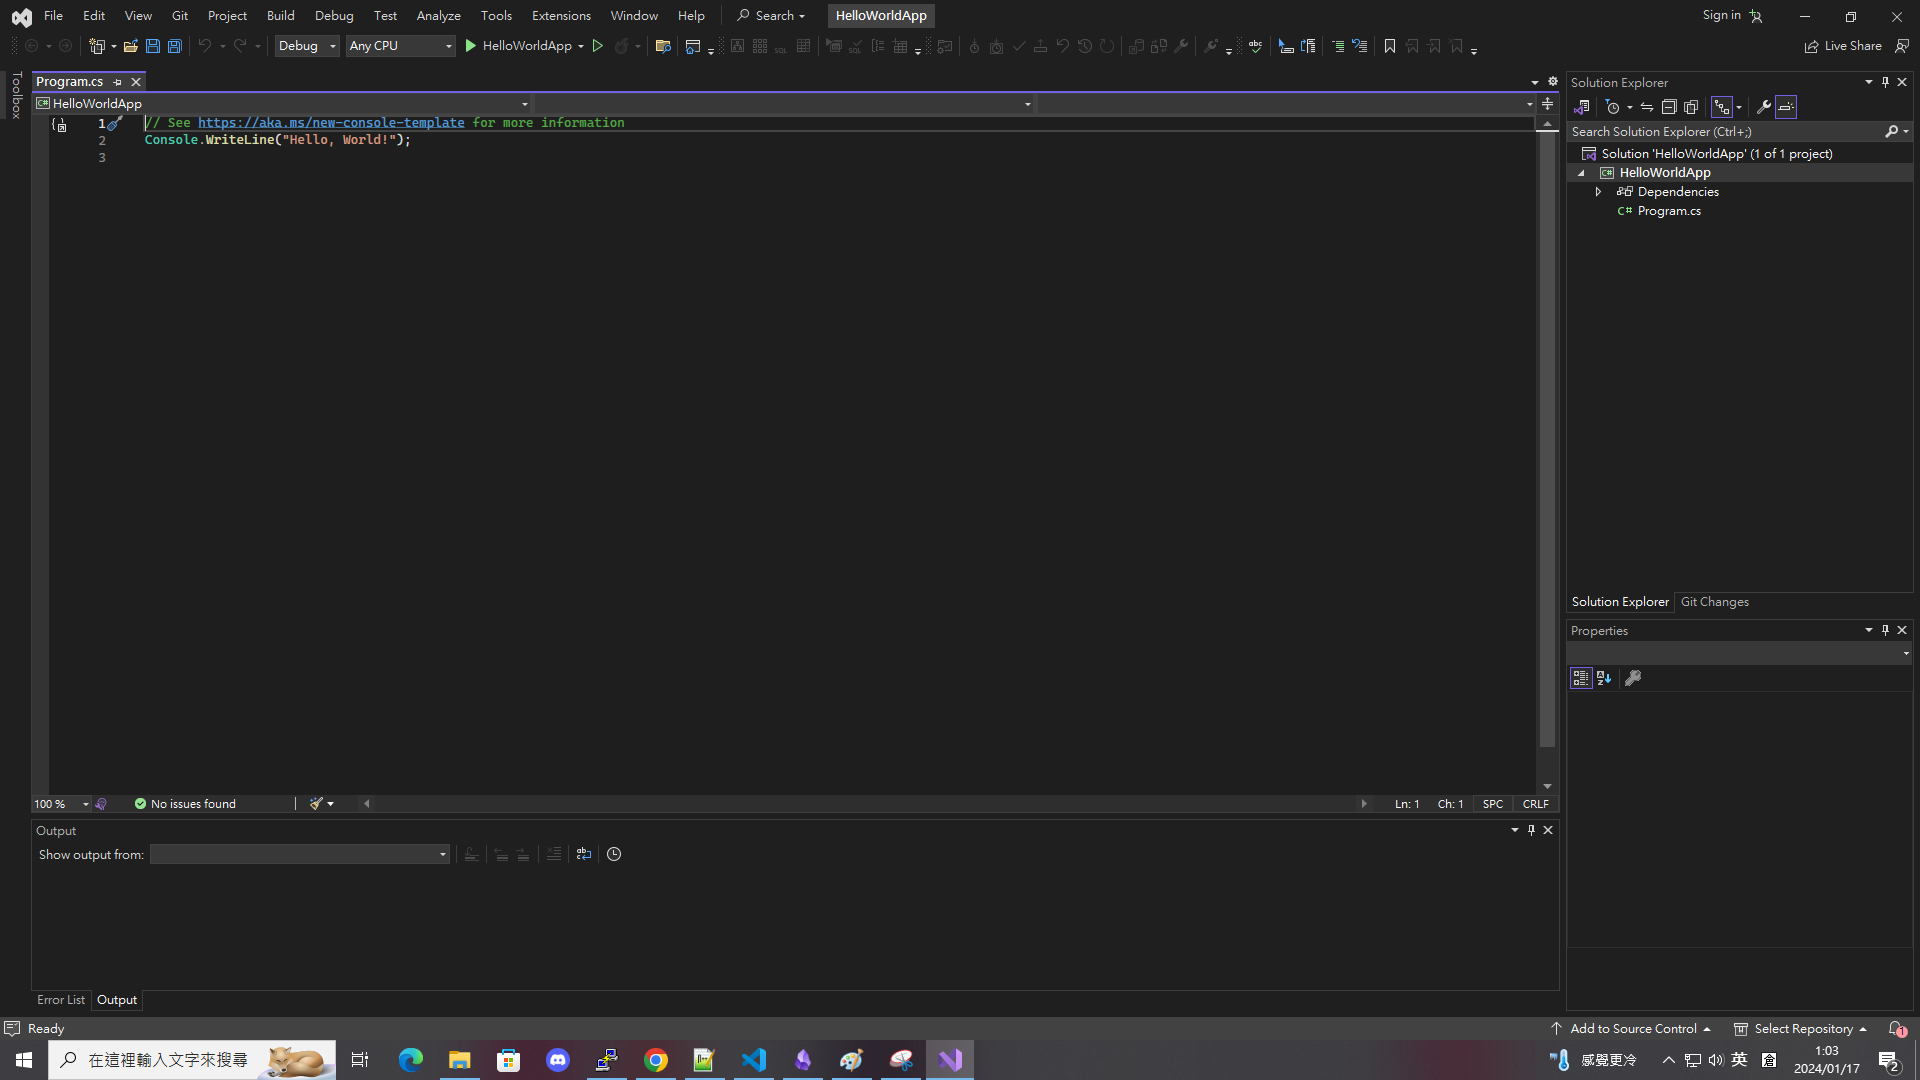 File Edit View Git Project Build Debug Test Analyze Tools Extensions Window Help Search HelloWorldApp Sign in
Debug Any CPU HelloWorldApp Live Share
Toolbox
Program.cs
HelloWorldApp
1 // See https://aka.ms/new-console-template for more information
2 Console.WriteLine("Hello, World!");
3
100 % No issues found Ln: 1 Ch: 1 SPC CRLF
Output
Show output from:
Error List Output
Solution Explorer
Search Solution Explorer (Ctrl+;)
Solution 'HelloWorldApp' (1 of 1 project)
C# HelloWorldApp
Dependencies
C# Program.cs
Solution Explorer Git Changes
Properties
Ready Add to Source Control Select Repository 1
在這裡輸入文字來搜尋 感覺更冷 英 倉 1:03 2
2024/01/17